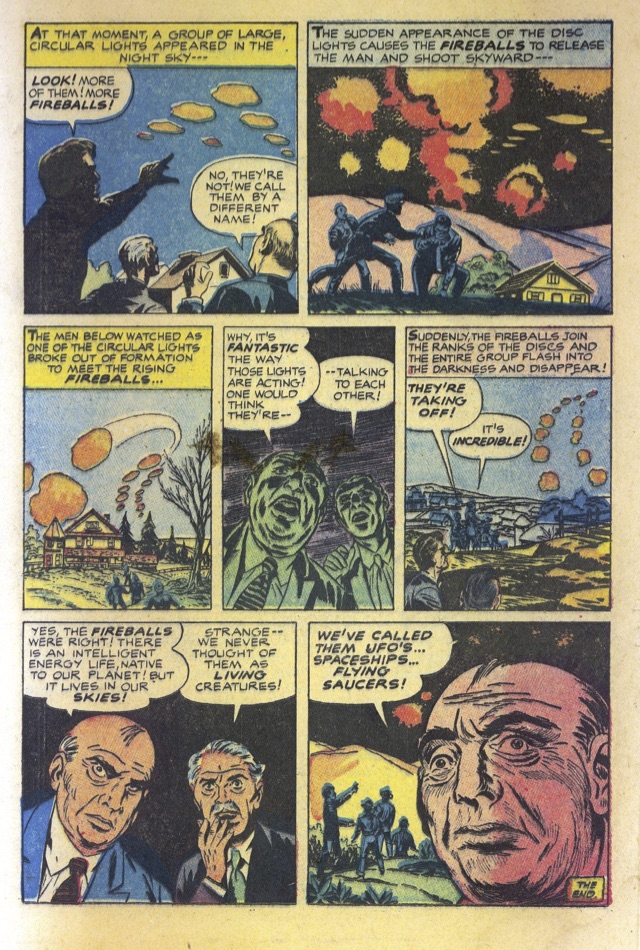 AT THAT MOMENT, A GROUP OF LARGE,
CIRCULAR LIGHTS APPEARED IN THE
NIGHT SKY---
LOOK! MORE
OF THEM! MORE
FIREBALLS!
NO, THEY'RE
NOT! WE CALL
THEM BY A
DIFFERENT
NAME!
THE SUDDEN APPEARANCE OF THE DISC
LIGHTS CAUSES THE FIREBALLS TO RELEASE
THE MAN AND SHOOT SKYWARD---
THE MEN BELOW WATCHED AS
ONE OF THE CIRCULAR LIGHTS
BROKE OUT OF FORMATION
TO MEET THE RISING
FIREBALLS...
WHY, IT'S
FANTASTIC
THE WAY
THOSE LIGHTS
ARE ACTING!
ONE WOULD
THINK
THEY'RE--
--TALKING
TO EACH
OTHER!
SUDDENLY, THE FIREBALLS JOIN
THE RANKS OF THE DISCS AND
THE ENTIRE GROUP FLASH INTO
THE DARKNESS AND DISAPPEAR!
THEY'RE
TAKING
OFF!
IT'S
INCREDIBLE!
YES, THE FIREBALLS
WERE RIGHT! THERE
IS AN INTELLIGENT
ENERGY LIFE, NATIVE
TO OUR PLANET! BUT
IT LIVES IN OUR
SKIES!
STRANGE--
WE NEVER
THOUGHT OF
THEM AS
LIVING
CREATURES!
WE'VE CALLED
THEM UFO'S...
SPACESHIPS...
FLYING
SAUCERS!
THE
END.